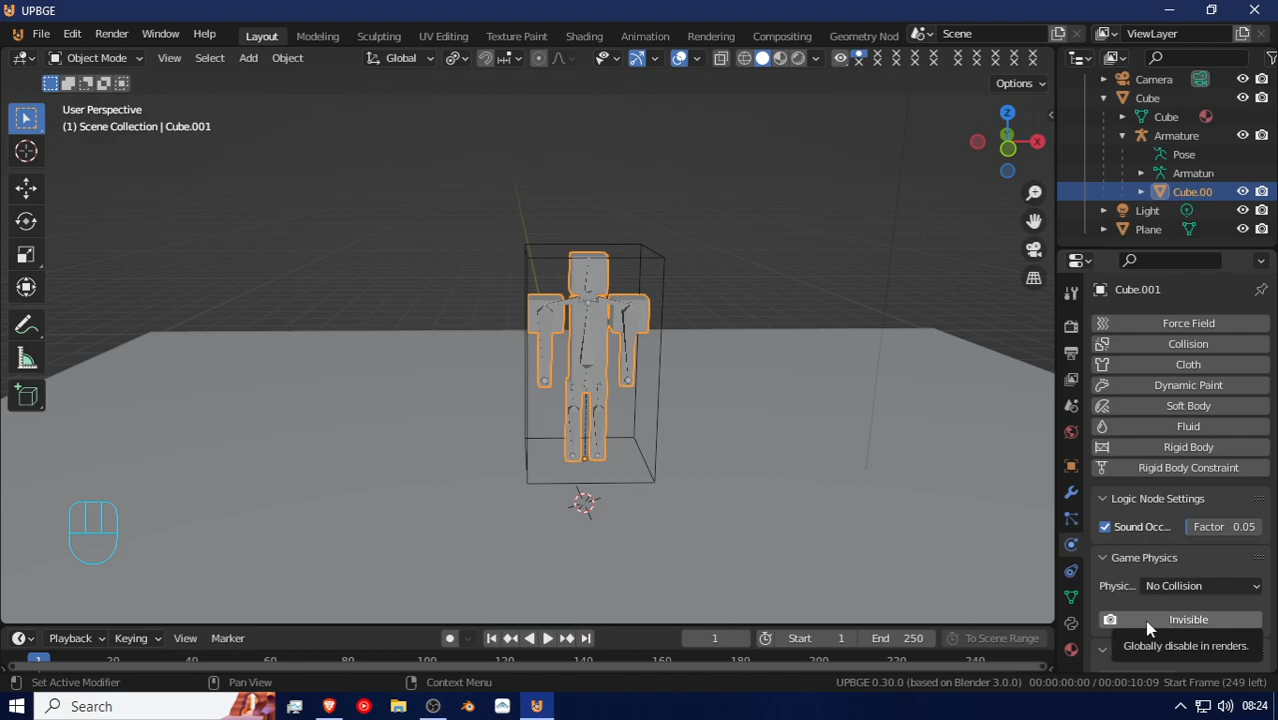 UPBGE
File Edit Render Window Help Layout Modeling Sculpting UV Editing Texture Paint Shading Animation Rendering Compositing Geometry Nod Scene ViewLayer
Object Mode View Select Add Object Global
Options
User Perspective
(1) Scene Collection | Cube.001
Z
X
Camera
Cube
Cube
Armature
Pose
Armatur
Cube.00
Light
Plane
Cube.001
Force Field
Collision
Cloth
Dynamic Paint
Soft Body
Fluid
Rigid Body
Rigid Body Constraint
Logic Node Settings
Sound Occ... Factor 0.05
Game Physics
Physic... No Collision
Invisible
Globally disable in renders.
Playback Keying View Marker 1 Start 1 End 250 To Scene Range
1 20 40 60 80 100 120 140 160 180 200 220 240
Set Active Modifier Pan View Context Menu UPBGE 0.30.0 (based on Blender 3.0.0) 00:00:00:00 / 00:00:10:09 Start Frame (249 left)
Search 08:24